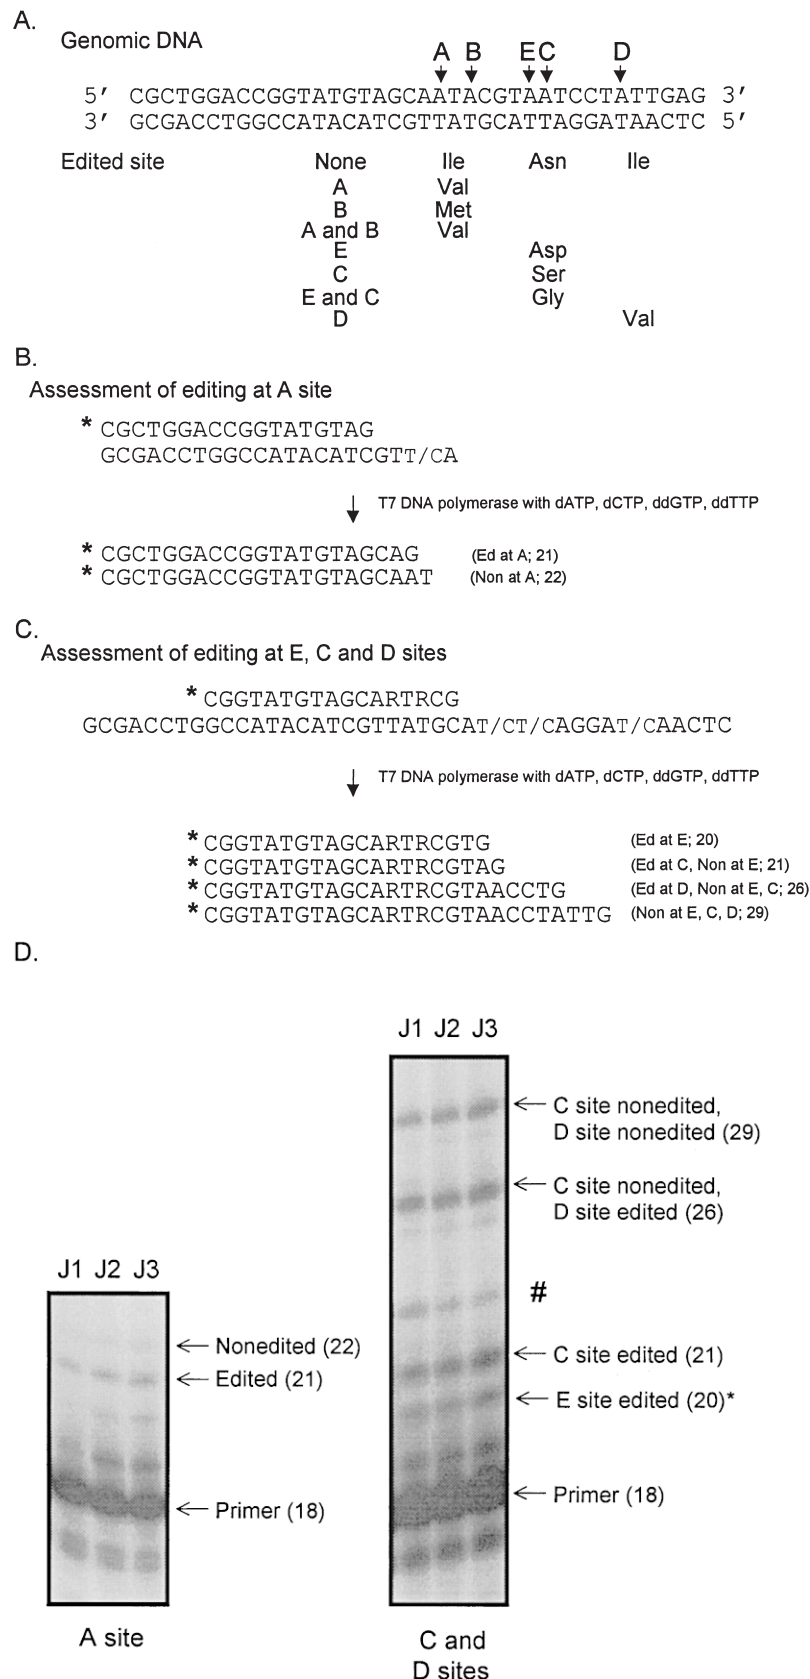 A.
Genomic DNA
A B EC D
5′ CGCTGGACCGGTATGTAGCAATACGTAATCCTATTGAG 3′
3′ GCGACCTGGCCATACATCGTTATGCATTAGGATAACTC 5′
Edited site None Ile Asn Ile
A Val
B Met
A and B Val
E Asp
C Ser
E and C Gly
D Val
B.
Assessment of editing at A site
* CGCTGGACCGGTATGTAG
GCGACCTGGCCATACATCGTT/CA
T7 DNA polymerase with dATP, dCTP, ddGTP, ddTTP
* CGCTGGACCGGTATGTAGCAG (Ed at A; 21)
* CGCTGGACCGGTATGTAGCAAT (Non at A; 22)
C.
Assessment of editing at E, C and D sites
* CGGTATGTAGCARTRCG
GCGACCTGGCCATACATCGTTATGCAT/CT/CAGGAT/CAACTC
T7 DNA polymerase with dATP, dCTP, ddGTP, ddTTP
* CGGTATGTAGCARTRCGTG (Ed at E; 20)
* CGGTATGTAGCARTRCGTAG (Ed at C, Non at E; 21)
* CGGTATGTAGCARTRCGTAACCTG (Ed at D, Non at E, C; 26)
* CGGTATGTAGCARTRCGTAACCTATTG (Non at E, C, D; 29)
D.
J1 J2 J3
C site nonedited,
D site nonedited (29)
C site nonedited,
D site edited (26)
#
C site edited (21)
E site edited (20)*
Primer (18)
C and
D sites
J1 J2 J3
Nonedited (22)
Edited (21)
Primer (18)
A site